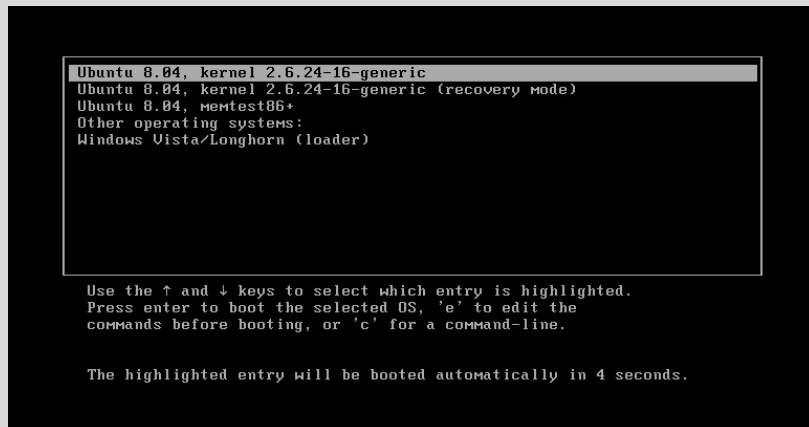 Ubuntu 8.04, kernel 2.6.24-16-generic
Ubuntu 8.04, kernel 2.6.24-16-generic (recovery mode)
Ubuntu 8.04, memtest86+
Other operating systems:
Windows Vista/Longhorn (loader)
Use the ↑ and ↓ keys to select which entry is highlighted.
Press enter to boot the selected OS, 'e' to edit the
commands before booting, or 'c' for a command-line.
The highlighted entry will be booted automatically in 4 seconds.